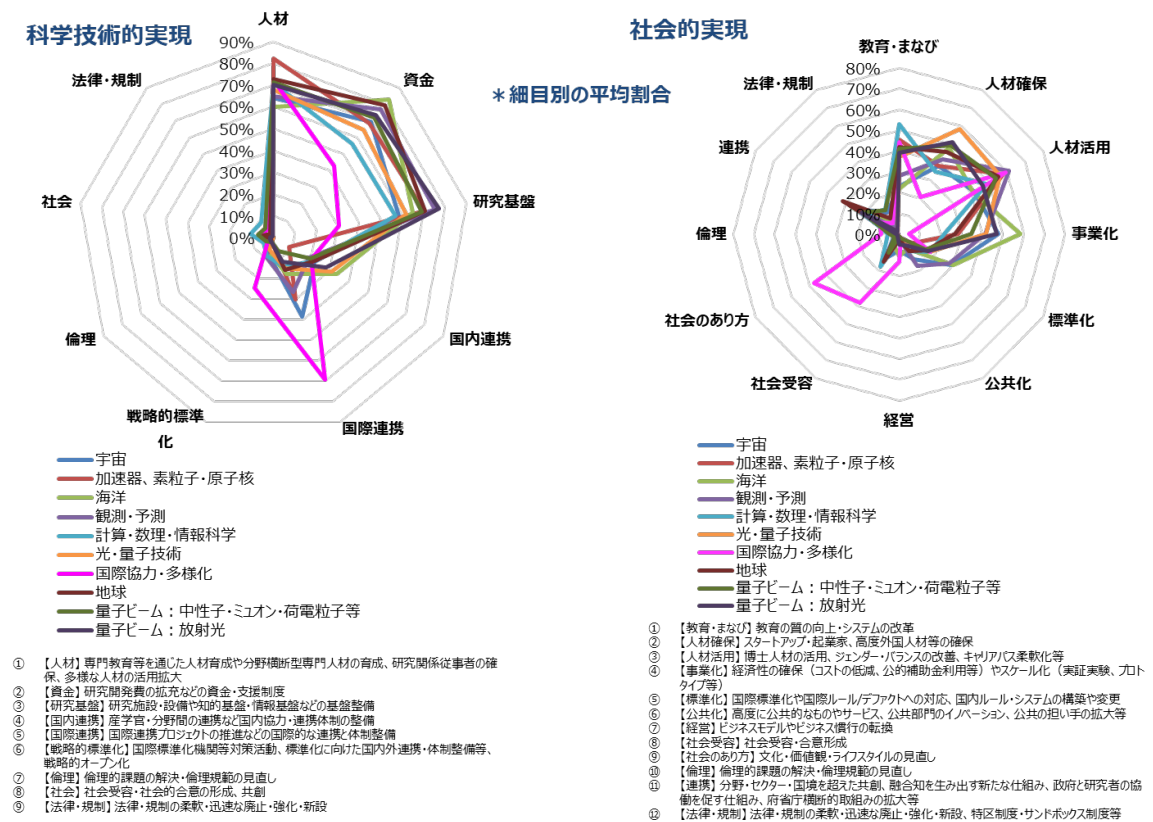 科学技術的実現
人材
90%
80%
70%
60%
50%
40%
30%
20%
10%
0%
資金
研究基盤
国内連携
国際連携
戦略的標準
化
倫理
社会
法律・規制
宇宙
加速器、素粒子・原子核
海洋
観測・予測
計算・数理・情報科学
光・量子技術
国際協力・多様化
地球
量子ビーム：中性子・ミュオン・荷電粒子等
量子ビーム：放射光
① 【人材】 専門教育等を通じた人材育成や分野横断型専門人材の育成、研究関係従事者の確
保、多様な人材の活用拡大
② 【資金】 研究開発費の拡充などの資金・支援制度
③ 【研究基盤】 研究施設・設備や知的基盤・情報基盤などの基盤整備
④ 【国内連携】 産学官・分野間の連携など国内協力・連携体制の整備
⑤ 【国際連携】 国際連携プロジェクトの推進などの国際的な連携と体制整備
⑥ 【戦略的標準化】 国際標準化機関等対策活動、標準化に向けた国内外連携・体制整備等、
戦略的オープン化
⑦ 【倫理】 倫理的課題の解決・倫理規範の見直し
⑧ 【社会】 社会受容・社会的合意の形成、共創
⑨ 【法律・規制】 法律・規制の柔軟・迅速な廃止・強化・新設
＊細目別の平均割合
社会的実現
教育・まなび
80%
70%
60%
50%
40%
30%
20%
10%
0%
人材確保
人材活用
事業化
標準化
公共化
経営
社会受容
社会のあり方
倫理
連携
法律・規制
宇宙
加速器、素粒子・原子核
海洋
観測・予測
計算・数理・情報科学
光・量子技術
国際協力・多様化
地球
量子ビーム：中性子・ミュオン・荷電粒子等
量子ビーム：放射光
① 【教育・まなび】 教育の質の向上・システムの改革
② 【人材確保】 スタートアップ・起業家、高度外国人材等の確保
③ 【人材活用】 博士人材の活用、ジェンダー・バランスの改善、キャリアパス柔軟化等
④ 【事業化】 経済性の確保（コストの低減、公的補助金利用等）やスケール化（実証実験、プロト
タイプ等）
⑤ 【標準化】 国際標準化や国際ルール/デファクトへの対応、国内ルール・システムの構築や変更
⑥ 【公共化】 高度に公共的なものやサービス、公共部門のイノベーション、公共の担い手の拡大等
⑦ 【経営】 ビジネスモデルやビジネス慣行の転換
⑧ 【社会受容】 社会受容・合意形成
⑨ 【社会のあり方】 文化・価値観・ライフスタイルの見直し
⑩ 【倫理】 倫理的課題の解決・倫理規範の見直し
⑪ 【連携】 分野・セクター・国境を超えた共創、融合知を生み出す新たな仕組み、政府と研究者の協
働を促す仕組み、府省庁横断的取組みの拡大等
⑫ 【法律・規制】 法律・規制の柔軟・迅速な廃止・強化・新設、特区制度・サンドボックス制度等